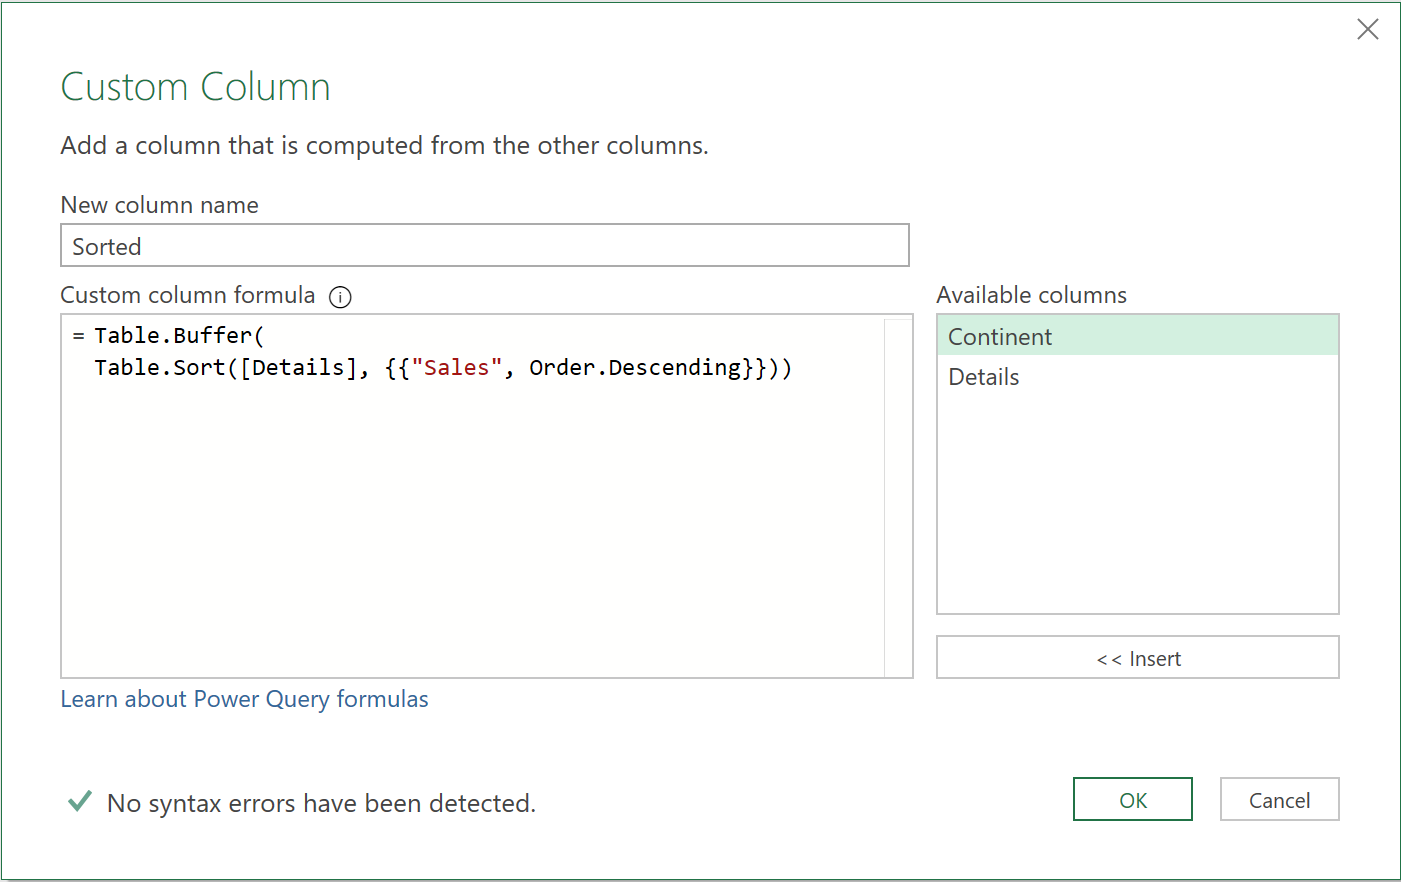 Custom Column
Add a column that is computed from the other columns.
New column name
Sorted
Custom column formula
Available columns
= Table.Buffer(
Table.Sort([Details], {{"Sales", Order.Descending}}))
Continent
Details
<< Insert
Learn about Power Query formulas
No syntax errors have been detected.
OK
Cancel